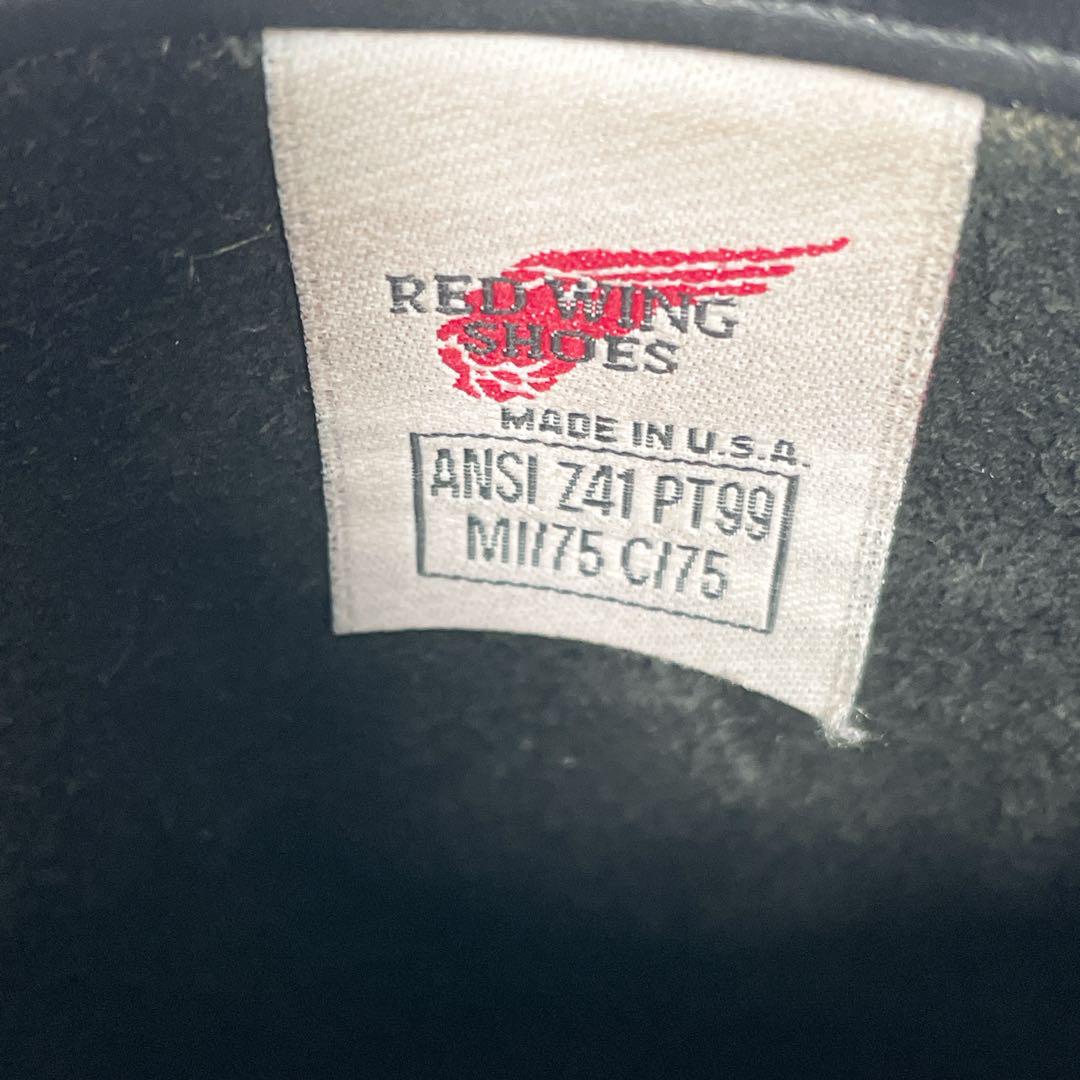 RED WING
SHOES
MADE IN U.S.A.
ANSI Z41 PT99
MI/75 C/75